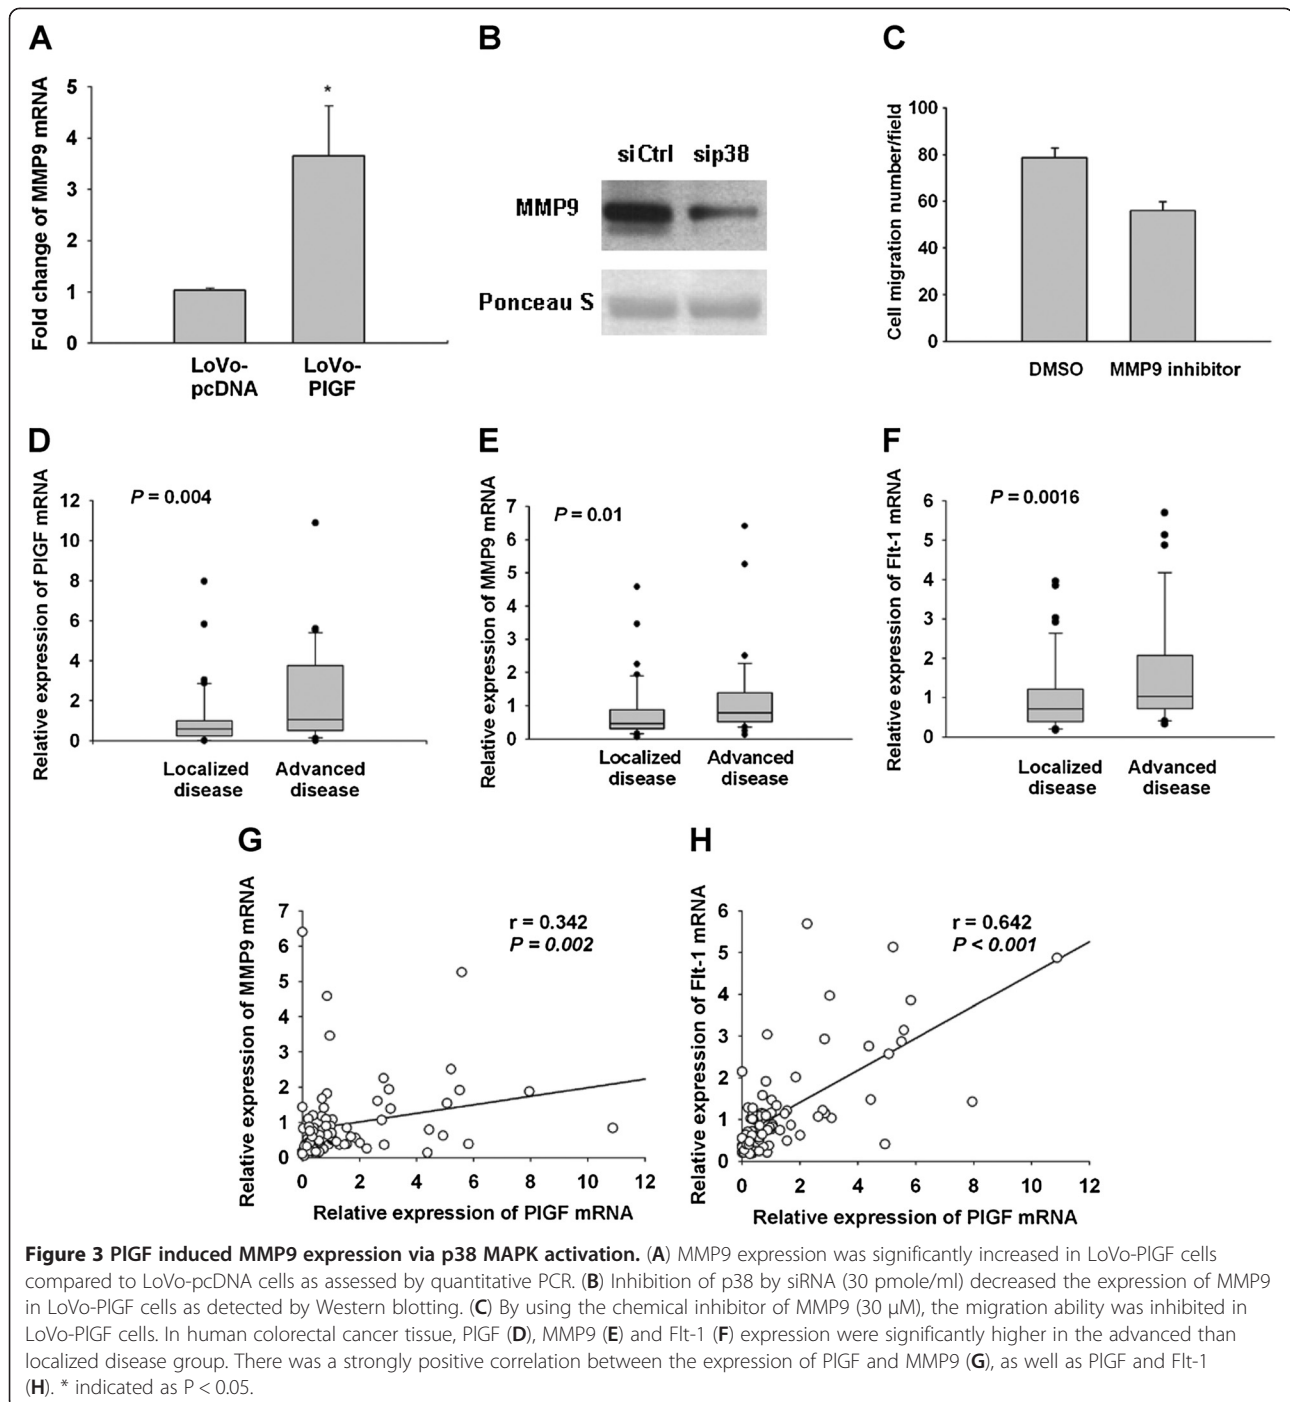 A
Fold change of MMP9 mRNA
5
4
3
2
1
0
*
LoVo-
pcDNA
LoVo-
PlGF
B
siCtrl sip38
MMP9
Ponceau S
C
Cell migration number/field
100
80
60
40
20
0
DMSO MMP9 inhibitor
D
Relative expression of PlGF mRNA
P = 0.004
12
10
8
6
4
2
0
Localized
disease
Advanced
disease
E
Relative expression of MMP9 mRNA
P = 0.01
7
6
5
4
3
2
1
0
Localized
disease
Advanced
disease
F
Relative expression of Flt-1 mRNA
P = 0.0016
6
5
4
3
2
1
0
Localized
disease
Advanced
disease
G
Relative expression of MMP9 mRNA
r = 0.342
P = 0.002
7
6
5
4
3
2
1
0
0 2 4 6 8 10 12
Relative expression of PlGF mRNA
H
Relative expression of Flt-1 mRNA
r = 0.642
P < 0.001
6
5
4
3
2
1
0
0 2 4 6 8 10 12
Relative expression of PlGF mRNA
Figure 3 PlGF induced MMP9 expression via p38 MAPK activation. (A) MMP9 expression was significantly increased in LoVo-PlGF cells
compared to LoVo-pcDNA cells as assessed by quantitative PCR. (B) Inhibition of p38 by siRNA (30 pmole/ml) decreased the expression of MMP9
in LoVo-PlGF cells as detected by Western blotting. (C) By using the chemical inhibitor of MMP9 (30 μM), the migration ability was inhibited in
LoVo-PlGF cells. In human colorectal cancer tissue, PlGF (D), MMP9 (E) and Flt-1 (F) expression were significantly higher in the advanced than
localized disease group. There was a strongly positive correlation between the expression of PlGF and MMP9 (G), as well as PlGF and Flt-1
(H). * indicated as P < 0.05.